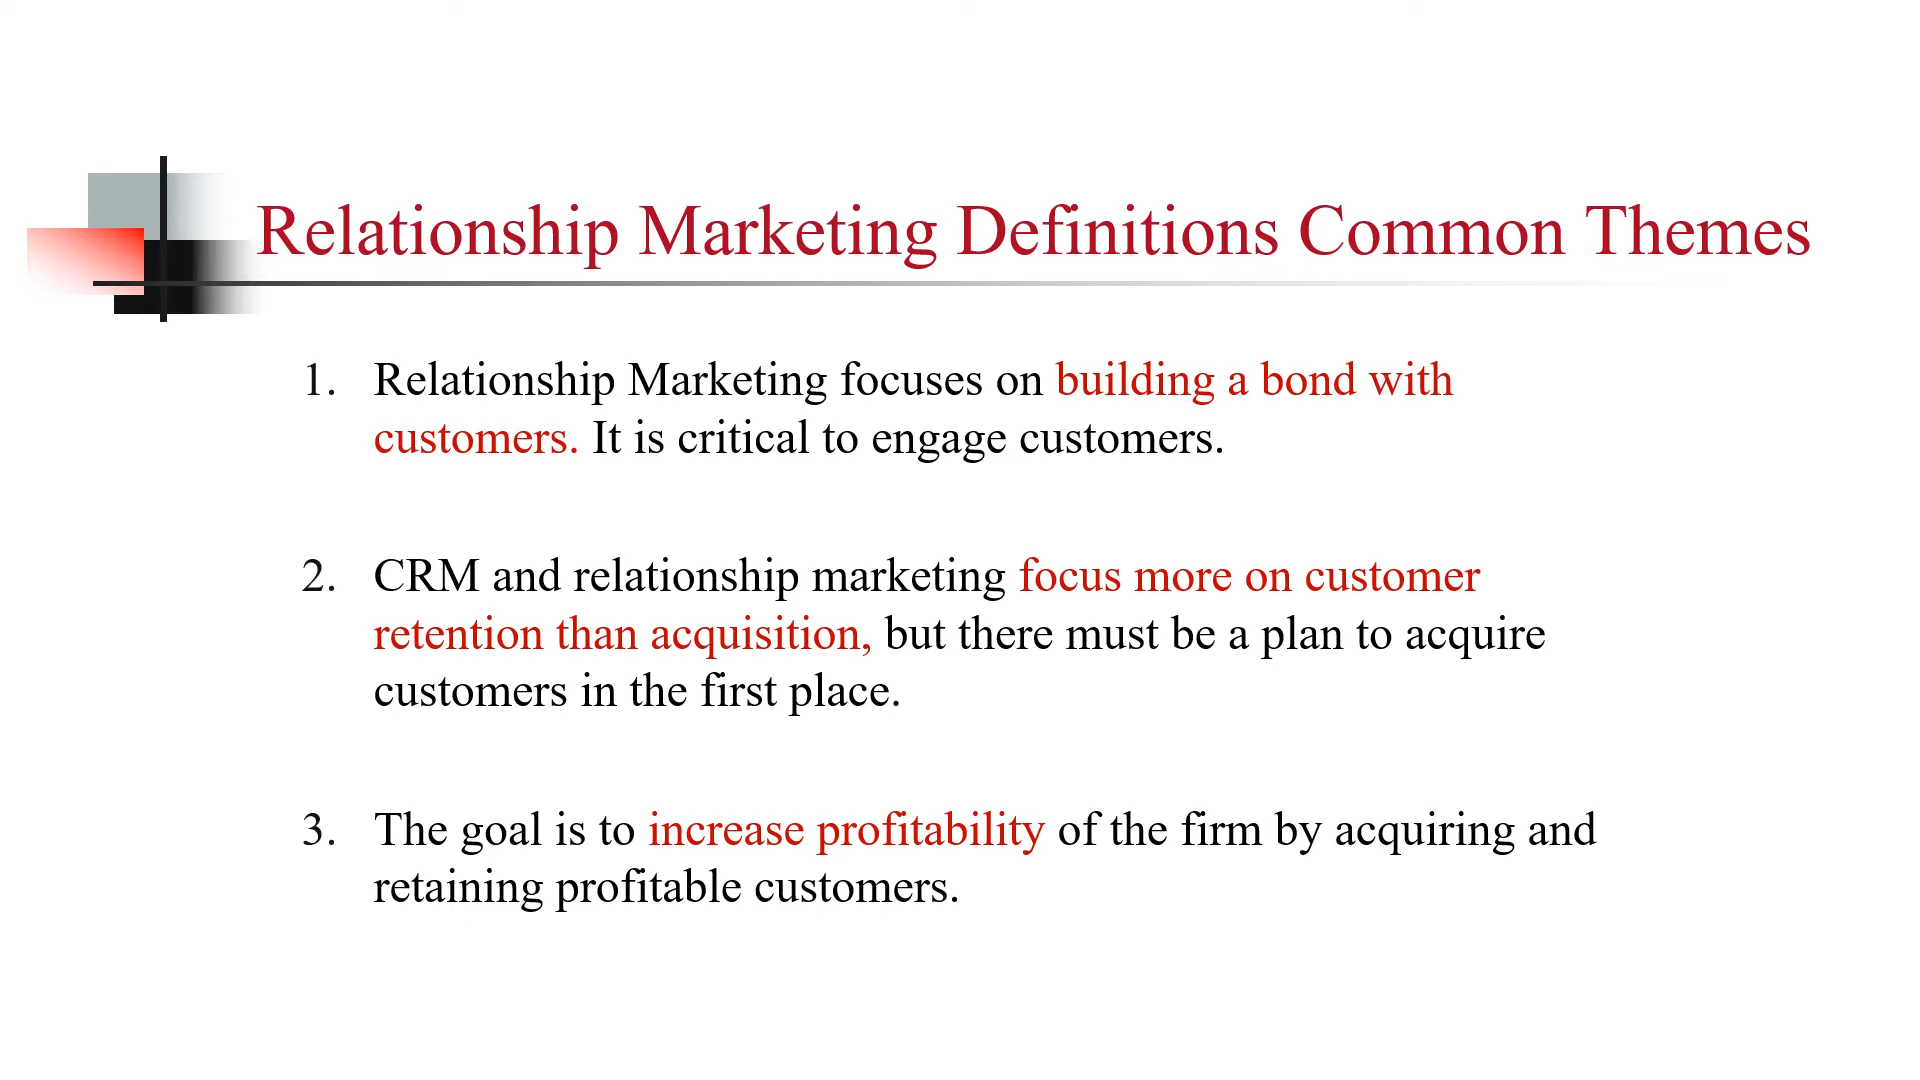 Relationship Marketing Definitions Common Themes
1. Relationship Marketing focuses on building a bond with
customers. It is critical to engage customers.
2. CRM and relationship marketing focus more on customer
retention than acquisition, but there must be a plan to acquire
customers in the first place.
3. The goal is to increase profitability of the firm by acquiring and
retaining profitable customers.